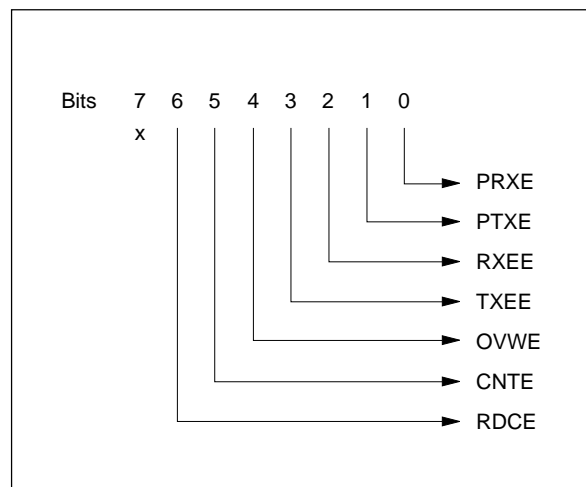 Bits 7 6 5 4 3 2 1 0
x
PRXE
PTXE
RXEE
TXEE
OVWE
CNTE
RDCE